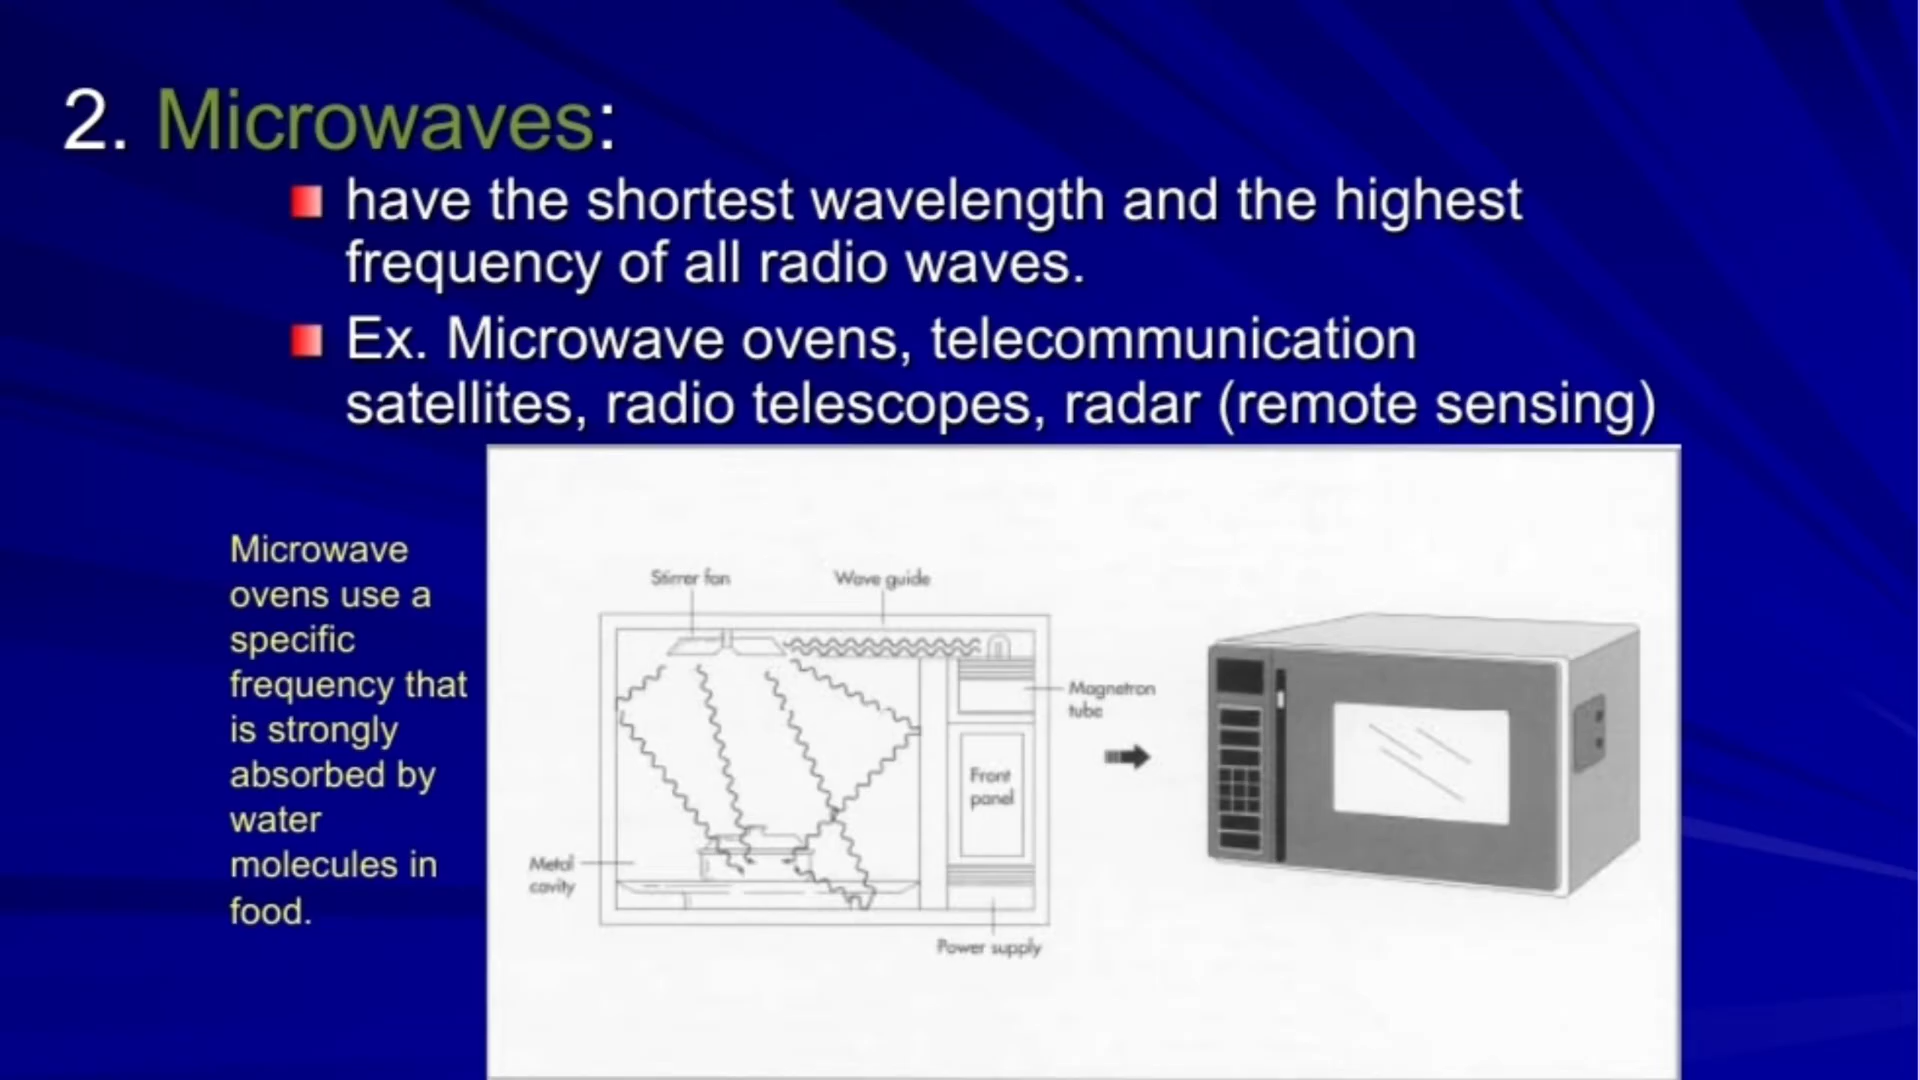 2. Microwaves:
have the shortest wavelength and the highest
frequency of all radio waves.
Ex. Microwave ovens, telecommunication
satellites, radio telescopes, radar (remote sensing)
Microwave
ovens use a
specific
frequency that
is strongly
absorbed by
water
molecules in
food.
Stirrer fan
Wave guide
Magnetron
tube
Front
panel
Metal
cavity
Power supply